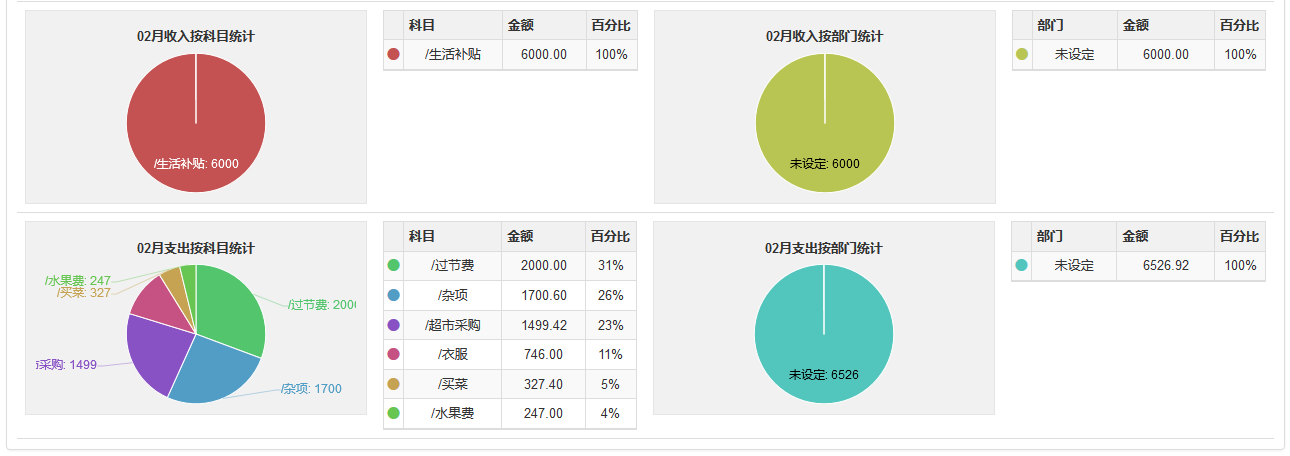 02月收入按科目统计
/生活补贴: 6000
科目 金额 百分比
/生活补贴 6000.00 100%
02月收入按部门统计
未设定: 6000
部门 金额 百分比
未设定 6000.00 100%
02月支出按科目统计
/水果费: 247
/买菜: 327
/过节费: 200
市采购: 1499
/杂项: 1700
科目 金额 百分比
/过节费 2000.00 31%
/杂项 1700.60 26%
/超市采购 1499.42 23%
/衣服 746.00 11%
/买菜 327.40 5%
/水果费 247.00 4%
02月支出按部门统计
未设定: 6526
部门 金额 百分比
未设定 6526.92 100%